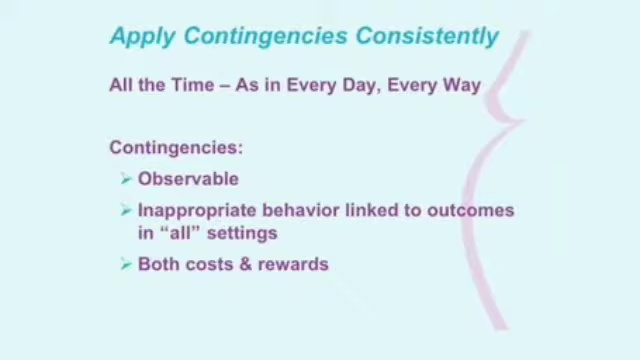 Apply Contingencies Consistently
All the Time – As in Every Day, Every Way
Contingencies:
Observable
Inappropriate behavior linked to outcomes
in “all” settings
Both costs & rewards